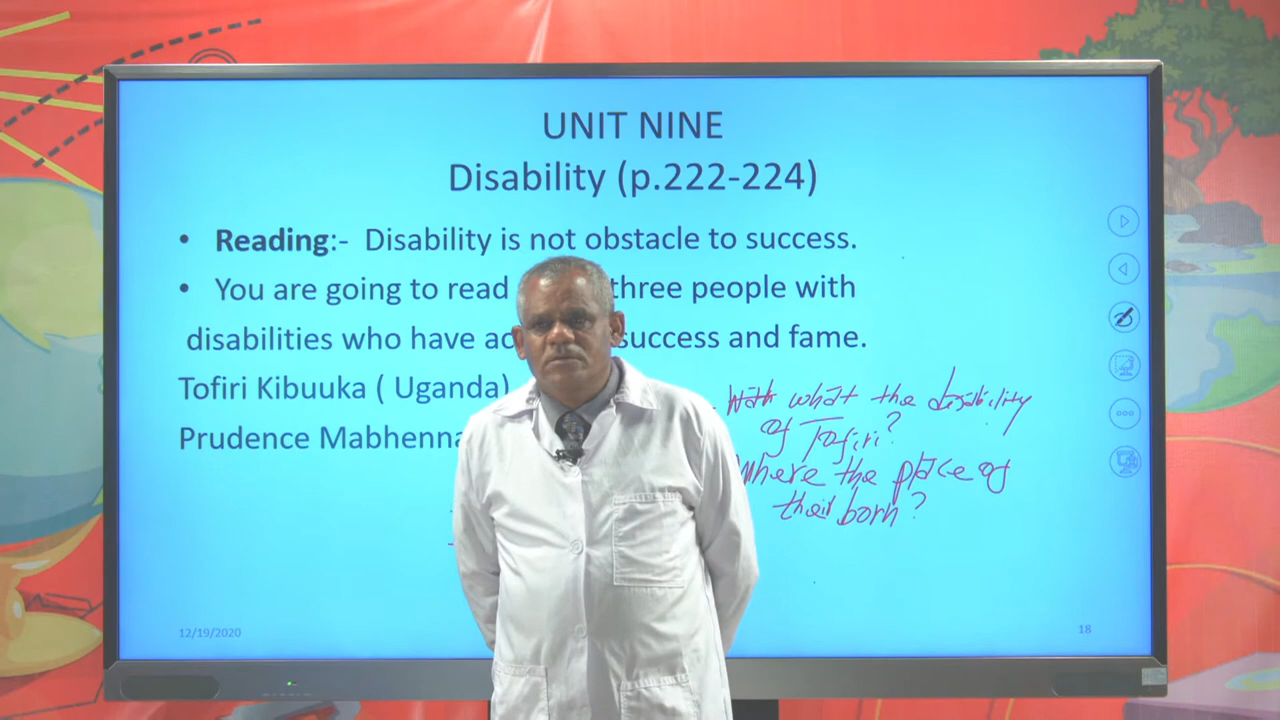 UNIT NINE
Disability (p.222-224)
• Reading:- Disability is not obstacle to success.
• You are going to read three people with
disabilities who have ac success and fame.
Tofiri Kibuuka ( Uganda)
Prudence Mabhenna
With what the disability
of Tofiri?
Where the place of
their born?
12/19/2020
18